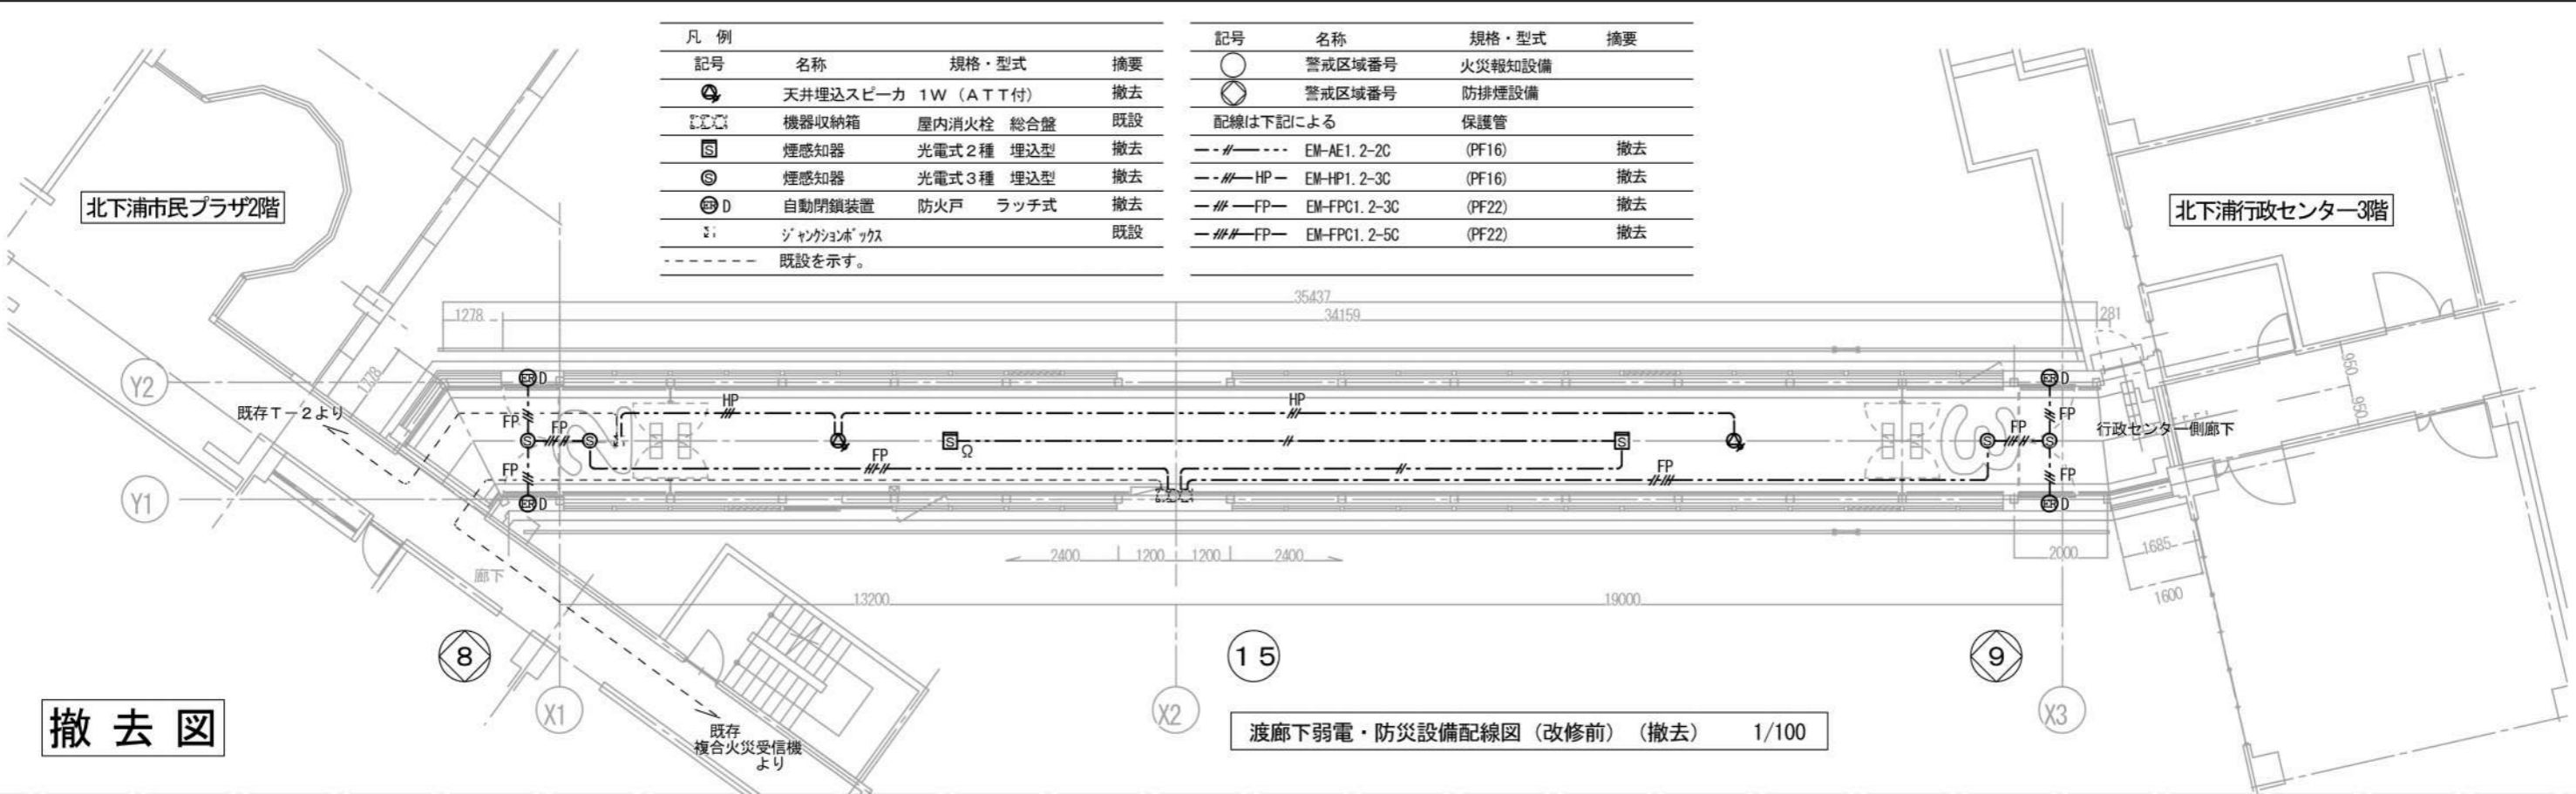 凡 例
記号 名称 規格・型式 摘要
天井埋込スピーカ 1W（ATT付） 撤去
機器収納箱 屋内消火栓 総合盤 既設
S 煙感知器 光電式2種 埋込型 撤去
S 煙感知器 光電式3種 埋込型 撤去
ER D 自動閉鎖装置 防火戸 ラッチ式 撤去
ジャンクションボックス 既設
既設を示す。
記号 名称 規格・型式 摘要
警戒区域番号 火災報知設備
警戒区域番号 防排煙設備
配線は下記による 保護管
EM-AE1.2-2C (PF16) 撤去
HP EM-HP1.2-3C (PF16) 撤去
FP EM-FPC1.2-3C (PF22) 撤去
FP EM-FPC1.2-5C (PF22) 撤去
北下浦市民プラザ2階
北下浦行政センター3階
35437
1278 34159 281
1778
950
950
Y2
ER D
ER D
既存T-2より
HP
HP
FP
FP
FP
FP
S
S
S
Ω
S
S
S
行政センター側廊下
FP
FP
FP
FP
Y1
ER D
ER D
2400 1200 1200 2400
2000
1685
1600
廊下
13200 19000
8
15
9
X1
X2
X3
既存
複合火災受信機
より
撤去図
渡廊下弱電・防災設備配線図（改修前）（撤去） 1/100